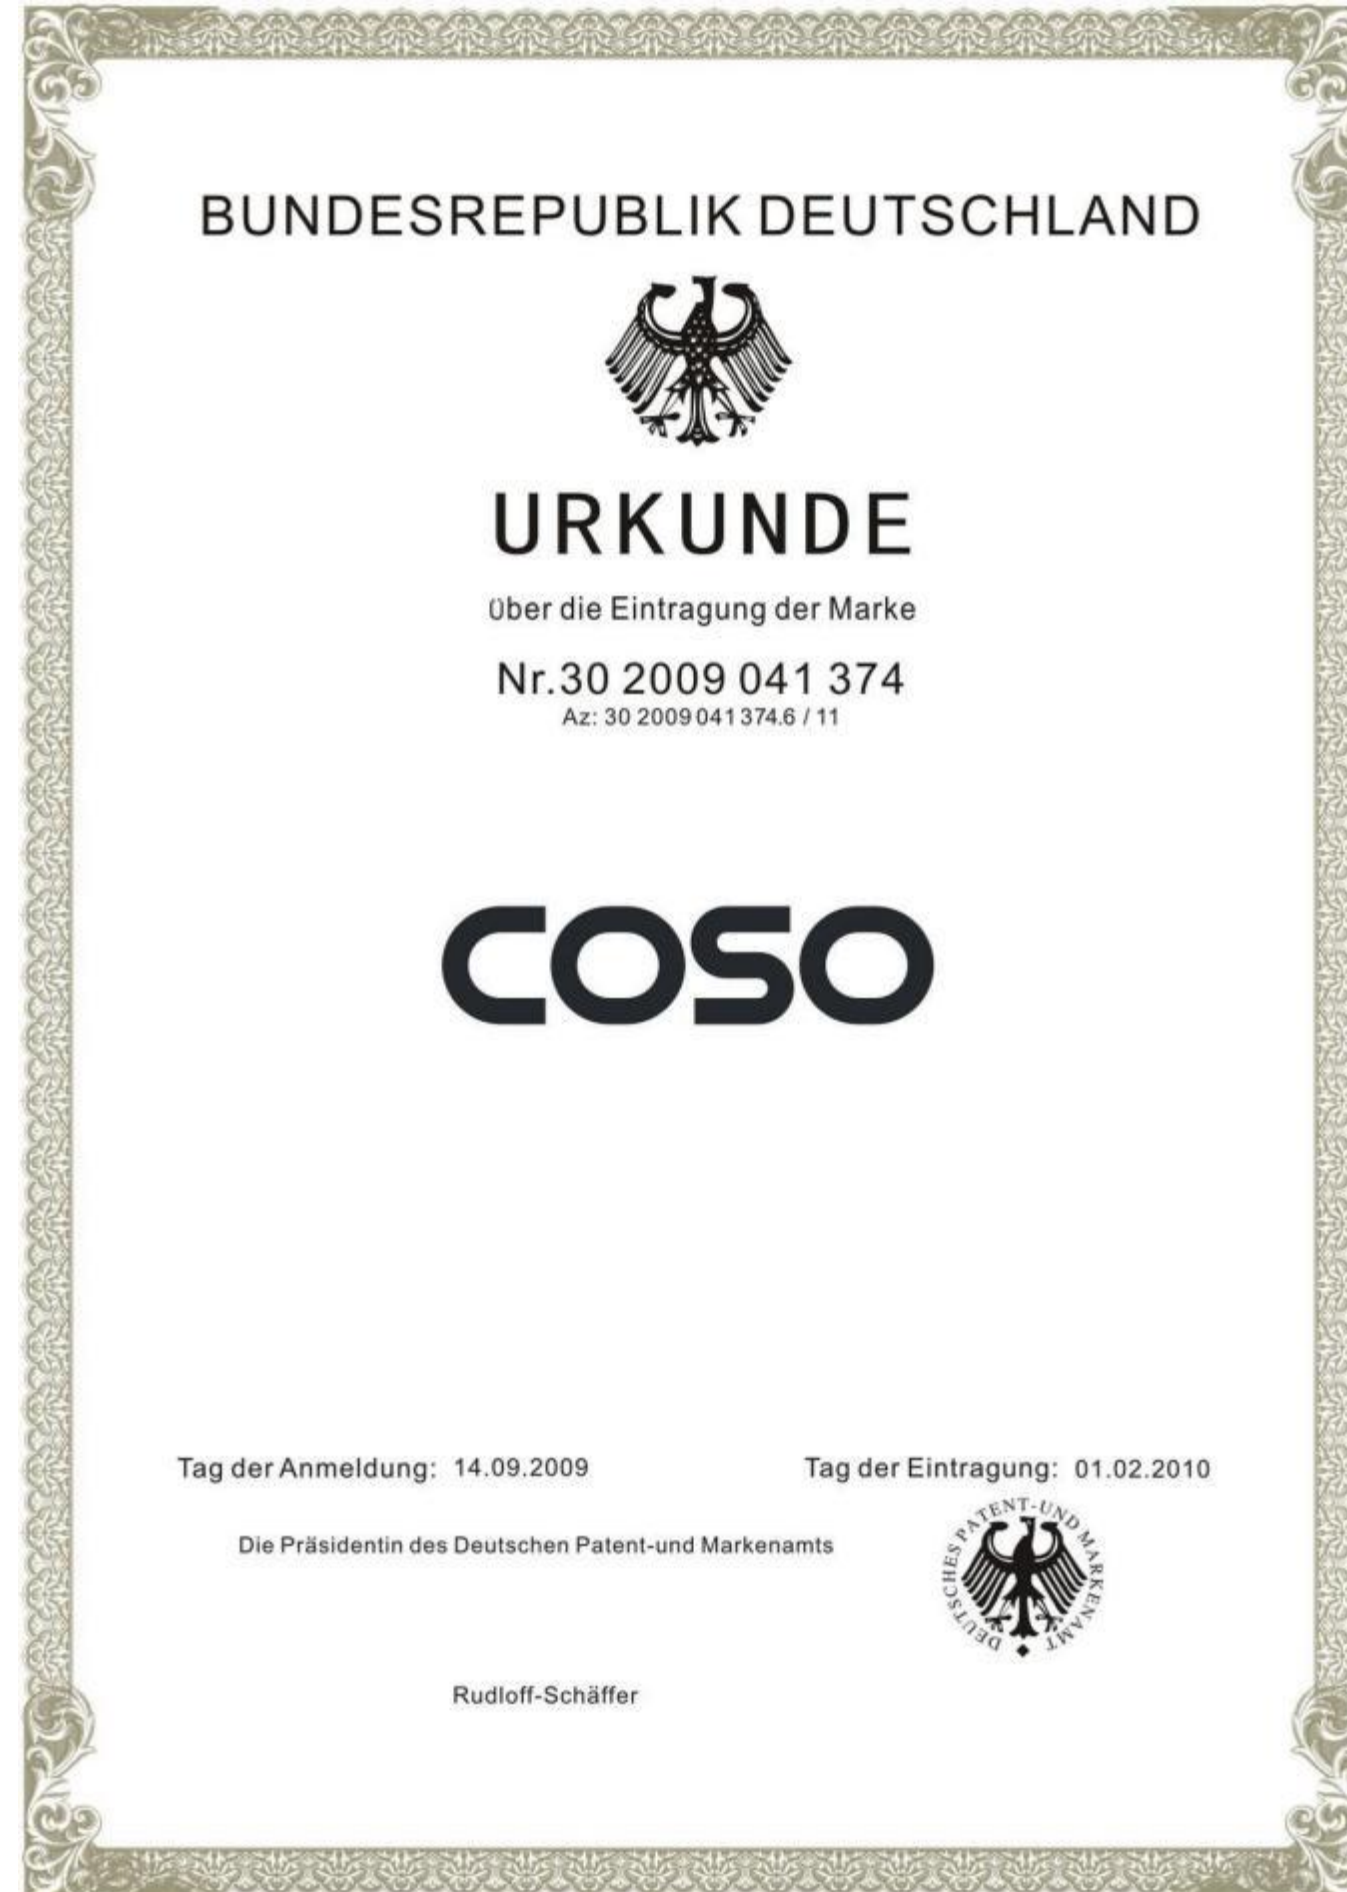 BUNDESREPUBLIK DEUTSCHLAND
URKUNDE
über die Eintragung der Marke
Nr.30 2009 041 374
Az: 30 2009 041 374.6 / 11
COSO
Tag der Anmeldung: 14.09.2009
Tag der Eintragung: 01.02.2010
Die Präsidentin des Deutschen Patent-und Markenamts
DEUTSCHES PATENT-UND MARKENAMT
Rudloff-Schäffer